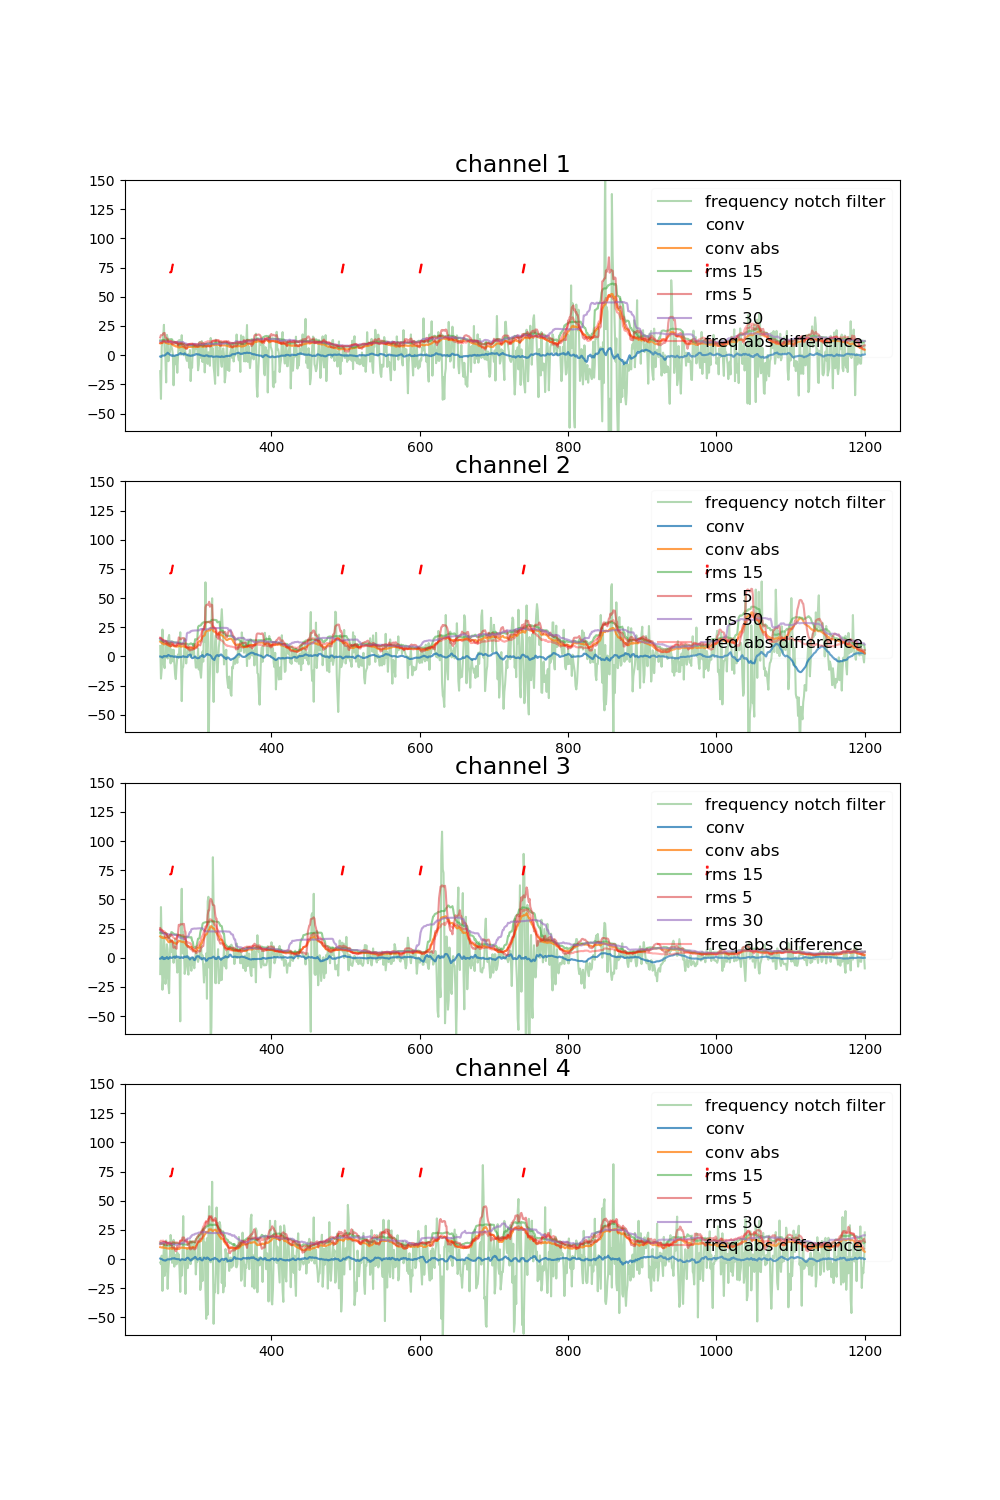 channel 1
150
125
100
75
50
25
0
−25
−50
frequency notch filter
conv
conv abs
rms 15
rms 5
rms 30
freq abs difference
400 600 800 1000 1200
channel 2
150
125
100
75
50
25
0
−25
−50
frequency notch filter
conv
conv abs
rms 15
rms 5
rms 30
freq abs difference
400 600 800 1000 1200
channel 3
150
125
100
75
50
25
0
−25
−50
frequency notch filter
conv
conv abs
rms 15
rms 5
rms 30
freq abs difference
400 600 800 1000 1200
channel 4
150
125
100
75
50
25
0
−25
−50
frequency notch filter
conv
conv abs
rms 15
rms 5
rms 30
freq abs difference
400 600 800 1000 1200